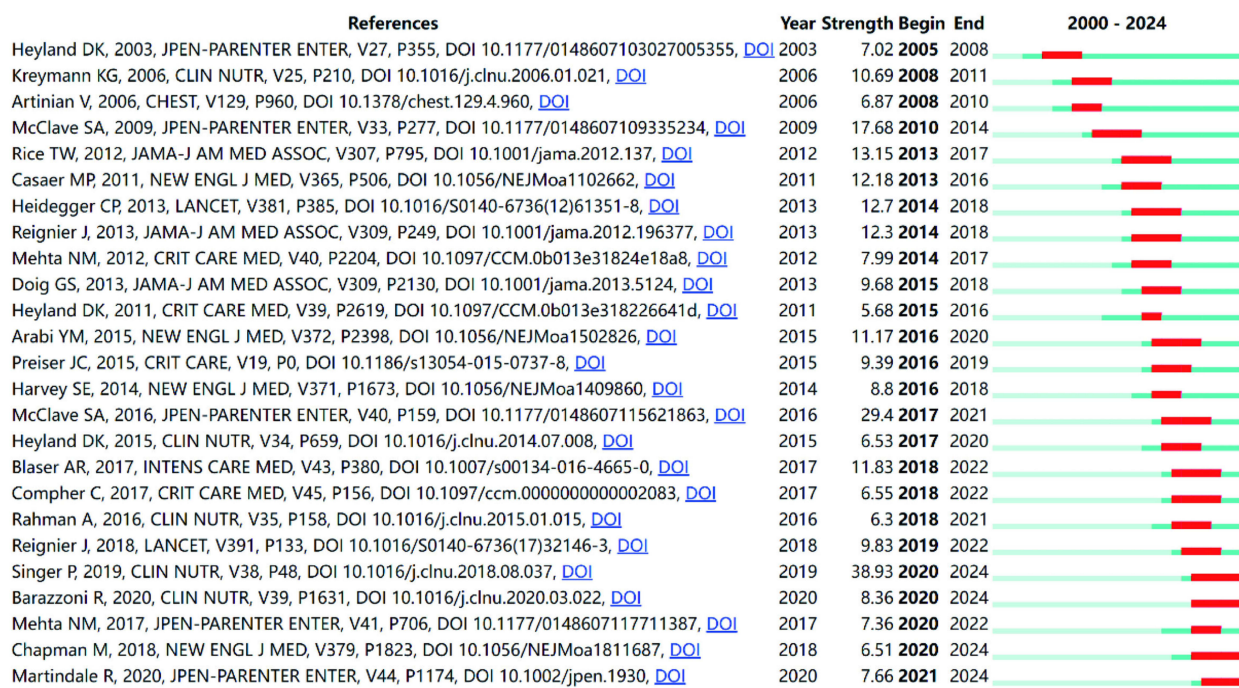 References Year Strength Begin End 2000 - 2024
Heyland DK, 2003, JPEN-PARENTER ENTER, V27, P355, DOI 10.1177/0148607103027005355, DOI 2003 7.02 2005 2008
Kreymann KG, 2006, CLIN NUTR, V25, P210, DOI 10.1016/j.clnu.2006.01.021, DOI 2006 10.69 2008 2011
Artinian V, 2006, CHEST, V129, P960, DOI 10.1378/chest.129.4.960, DOI 2006 6.87 2008 2010
McClave SA, 2009, JPEN-PARENTER ENTER, V33, P277, DOI 10.1177/0148607109335234, DOI 2009 17.68 2010 2014
Rice TW, 2012, JAMA-J AM MED ASSOC, V307, P795, DOI 10.1001/jama.2012.137, DOI 2012 13.15 2013 2017
Casaer MP, 2011, NEW ENGL J MED, V365, P506, DOI 10.1056/NEJMoa1102662, DOI 2011 12.18 2013 2016
Heidegger CP, 2013, LANCET, V381, P385, DOI 10.1016/S0140-6736(12)61351-8, DOI 2013 12.7 2014 2018
Reignier J, 2013, JAMA-J AM MED ASSOC, V309, P249, DOI 10.1001/jama.2012.196377, DOI 2013 12.3 2014 2018
Mehta NM, 2012, CRIT CARE MED, V40, P2204, DOI 10.1097/CCM.0b013e31824e18a8, DOI 2012 7.99 2014 2017
Doig GS, 2013, JAMA-J AM MED ASSOC, V309, P2130, DOI 10.1001/jama.2013.5124, DOI 2013 9.68 2015 2018
Heyland DK, 2011, CRIT CARE MED, V39, P2619, DOI 10.1097/CCM.0b013e318226641d, DOI 2011 5.68 2015 2016
Arabi YM, 2015, NEW ENGL J MED, V372, P2398, DOI 10.1056/NEJMoa1502826, DOI 2015 11.17 2016 2020
Preiser JC, 2015, CRIT CARE, V19, P0, DOI 10.1186/s13054-015-0737-8, DOI 2015 9.39 2016 2019
Harvey SE, 2014, NEW ENGL J MED, V371, P1673, DOI 10.1056/NEJMoa1409860, DOI 2014 8.8 2016 2018
McClave SA, 2016, JPEN-PARENTER ENTER, V40, P159, DOI 10.1177/0148607115621863, DOI 2016 29.4 2017 2021
Heyland DK, 2015, CLIN NUTR, V34, P659, DOI 10.1016/j.clnu.2014.07.008, DOI 2015 6.53 2017 2020
Blaser AR, 2017, INTENS CARE MED, V43, P380, DOI 10.1007/s00134-016-4665-0, DOI 2017 11.83 2018 2022
Compher C, 2017, CRIT CARE MED, V45, P156, DOI 10.1097/ccm.0000000000002083, DOI 2017 6.55 2018 2022
Rahman A, 2016, CLIN NUTR, V35, P158, DOI 10.1016/j.clnu.2015.01.015, DOI 2016 6.3 2018 2021
Reignier J, 2018, LANCET, V391, P133, DOI 10.1016/S0140-6736(17)32146-3, DOI 2018 9.83 2019 2022
Singer P, 2019, CLIN NUTR, V38, P48, DOI 10.1016/j.clnu.2018.08.037, DOI 2019 38.93 2020 2024
Barazzoni R, 2020, CLIN NUTR, V39, P1631, DOI 10.1016/j.clnu.2020.03.022, DOI 2020 8.36 2020 2024
Mehta NM, 2017, JPEN-PARENTER ENTER, V41, P706, DOI 10.1177/0148607117711387, DOI 2017 7.36 2020 2022
Chapman M, 2018, NEW ENGL J MED, V379, P1823, DOI 10.1056/NEJMoa1811687, DOI 2018 6.51 2020 2024
Martindale R, 2020, JPEN-PARENTER ENTER, V44, P1174, DOI 10.1002/jpen.1930, DOI 2020 7.66 2021 2024